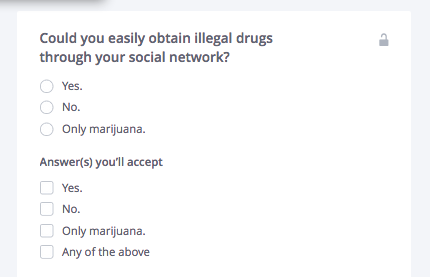 Could you easily obtain illegal drugs
through your social network?
Yes.
No.
Only marijuana.
Answer(s) you'll accept
Yes.
No.
Only marijuana.
Any of the above